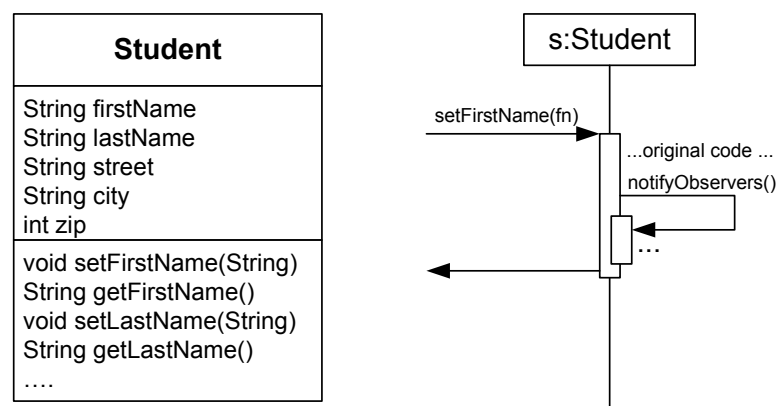 Student
String firstName
String lastName
String street
String city
int zip
void setFirstName(String)
String getFirstName()
void setLastName(String)
String getLastName()
....
s:Student
setFirstName(fn)
...original code ...
notifyObservers()
...